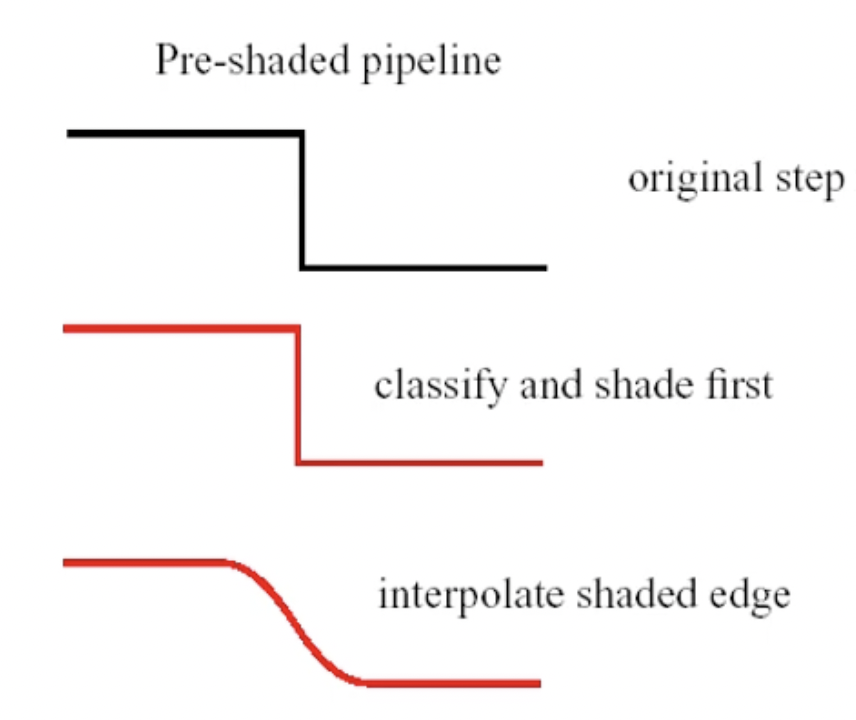 Pre-shaded pipeline
original step
classify and shade first
interpolate shaded edge